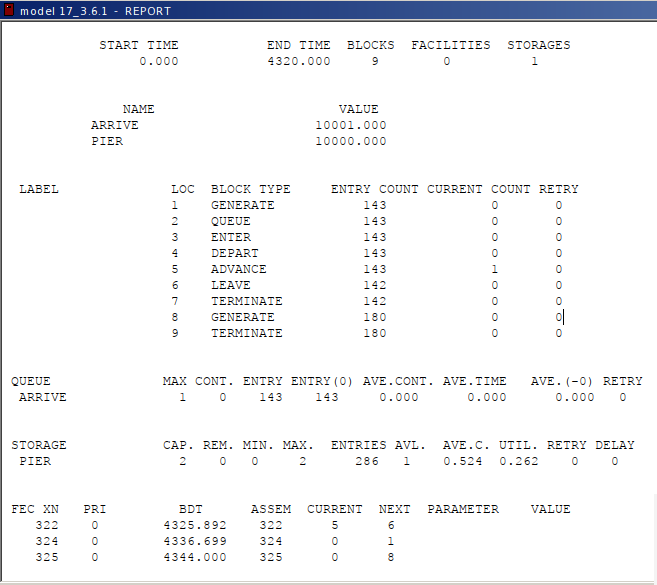 model 17_3.6.1 - REPORT
START TIME END TIME BLOCKS FACILITIES STORAGES
0.000 4320.000 9 0 1
NAME VALUE
ARRIVE 10001.000
PIER 10000.000
LABEL LOC BLOCK TYPE ENTRY COUNT CURRENT COUNT RETRY
1 GENERATE 143 0 0
2 QUEUE 143 0 0
3 ENTER 143 0 0
4 DEPART 143 0 0
5 ADVANCE 143 1 0
6 LEAVE 142 0 0
7 TERMINATE 142 0 0
8 GENERATE 180 0 0
9 TERMINATE 180 0 0
QUEUE MAX CONT. ENTRY ENTRY(0) AVE.CONT. AVE.TIME AVE.(-0) RETRY
ARRIVE 1 0 143 143 0.000 0.000 0.000 0
STORAGE CAP. REM. MIN. MAX. ENTRIES AVL. AVE.C. UTIL. RETRY DELAY
PIER 2 0 0 2 286 1 0.524 0.262 0 0
FEC XN PRI BDT ASSEM CURRENT NEXT PARAMETER VALUE
322 0 4325.892 322 5 6
324 0 4336.699 324 0 1
325 0 4344.000 325 0 8